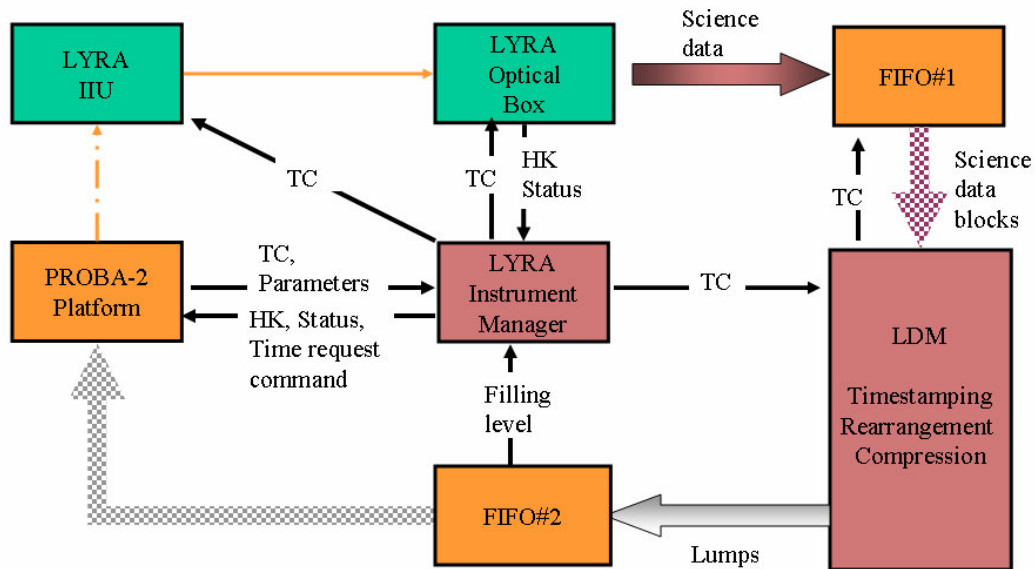 LYRA
IIU
LYRA
Optical
Box
Science
data
FIFO#1
TC
TC
HK
Status
TC
Science
data
blocks
PROBA-2
Platform
TC,
Parameters
HK, Status,
Time request
command
LYRA
Instrument
Manager
TC
LDM
Timestamping
Rearrangement
Compression
Filling
level
FIFO#2
Lumps